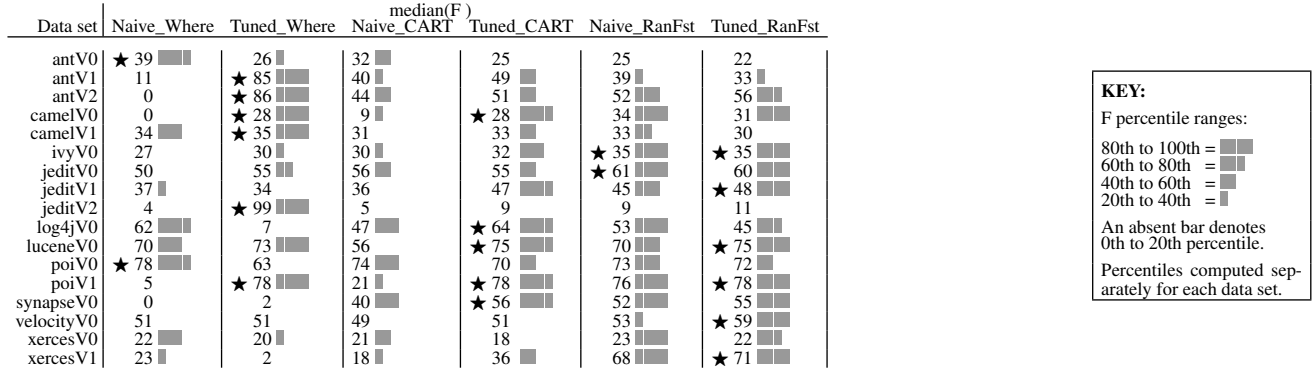 median(F )
Data set Naive_Where Tuned_Where Naive_CART Tuned_CART Naive_RanFst Tuned_RanFst
antV0 ★ 39 26 32 25 25 22
antV1 11 ★ 85 40 49 39 33
antV2 0 ★ 86 44 51 52 56
camelV0 0 ★ 28 9 ★ 28 34 31
camelV1 34 ★ 35 31 33 33 30
ivyV0 27 30 30 32 ★ 35 ★ 35
jeditV0 50 55 56 55 ★ 61 60
jeditV1 37 34 36 47 45 ★ 48
jeditV2 4 ★ 99 5 9 9 11
log4jV0 62 7 47 ★ 64 53 45
luceneV0 70 73 56 ★ 75 70 ★ 75
poiV0 ★ 78 63 74 70 73 72
poiV1 5 ★ 78 21 ★ 78 76 ★ 78
synapseV0 0 2 40 ★ 56 52 55
velocityV0 51 51 49 51 53 ★ 59
xercesV0 22 20 21 18 23 22
xercesV1 23 2 18 36 68 ★ 71
KEY:
F percentile ranges:
80th to 100th =
60th to 80th =
40th to 60th =
20th to 40th =
An absent bar denotes
0th to 20th percentile.
Percentiles computed sep-
arately for each data set.